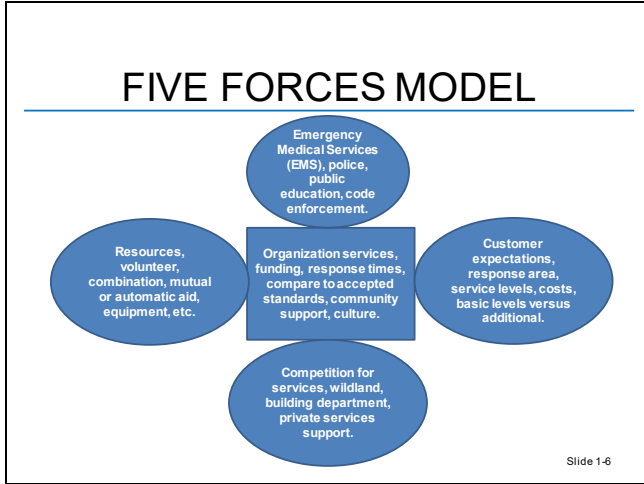 FIVE FORCES MODEL
Emergency
Medical Services
(EMS), police,
public
education, code
enforcement.
Resources,
volunteer,
combination, mutual
or automatic aid,
equipment, etc.
Organization services,
funding, response times,
compare to accepted
standards, community
support, culture.
Customer
expectations,
response area,
service levels, costs,
basic levels versus
additional.
Competition for
services, wildland,
building department,
private services
support.
Slide 1-6